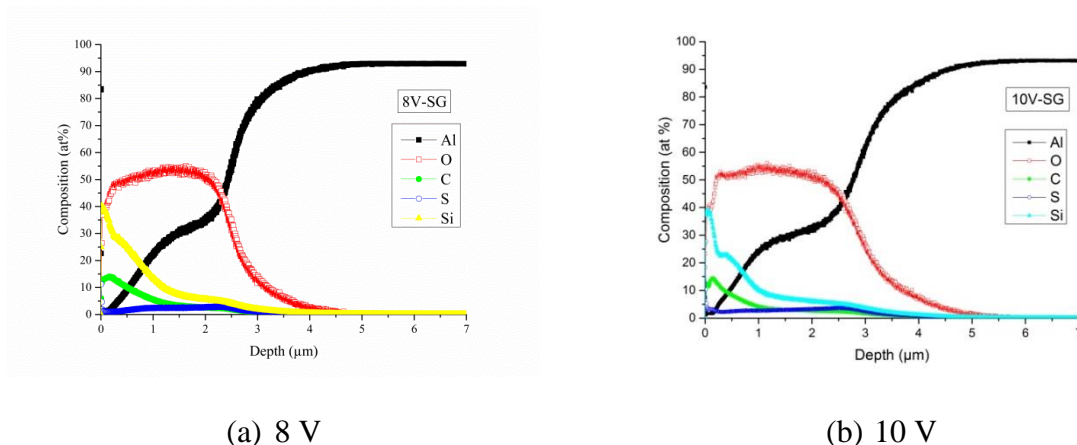 100
90
80
70
60
50
40
30
20
10
0
Composition (at%)
8V-SG
Al
O
C
S
Si
0 1 2 3 4 5 6 7
Depth (µm)
(a) 8 V
100
90
80
70
60
50
40
30
20
10
0
Composition (at %)
10V-SG
Al
O
C
S
Si
0 1 2 3 4 5 6
Depth (µm)
(b) 10 V